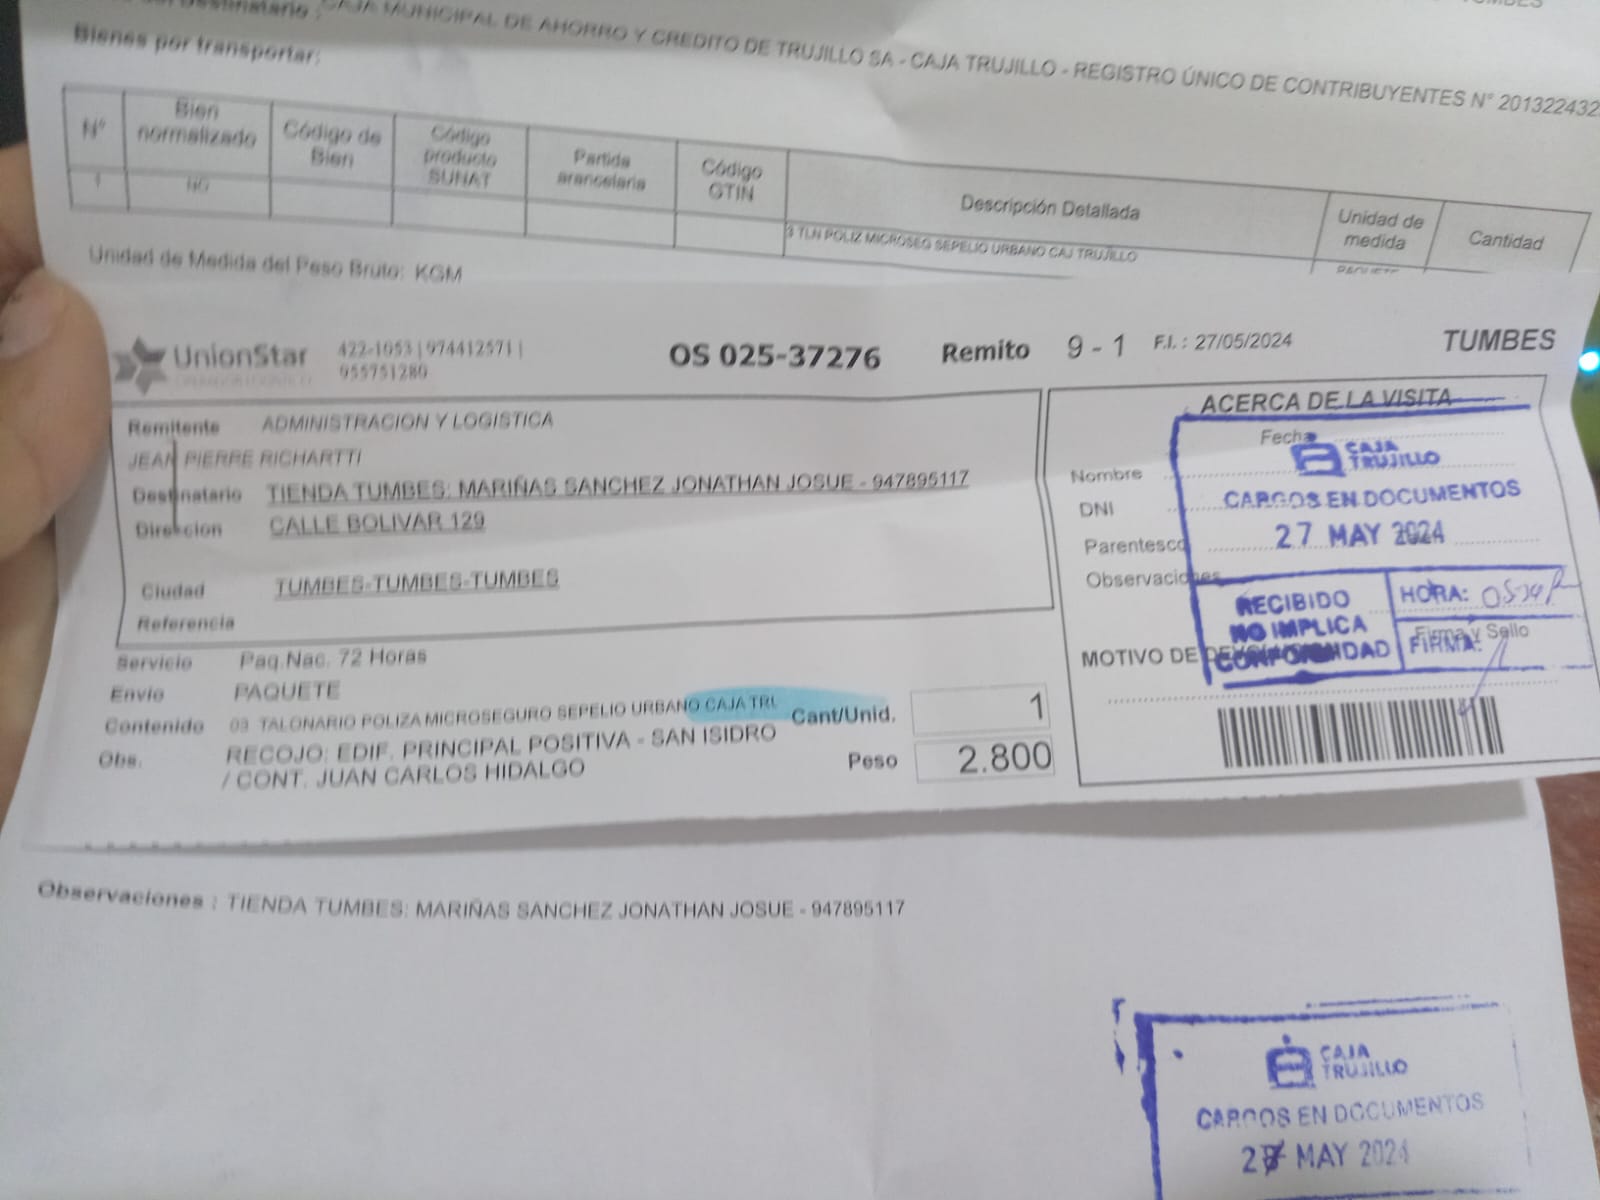 CAJA MUNICIPAL DE AHORRO Y CREDITO DE TRUJILLO SA - CAJA TRUJILLO - REGISTRO ÚNICO DE CONTRIBUYENTES N° 201322432
Bienes por transportar:
N° Bien normalizado Código de Bien Código producto SUNAT Partida arancelaria Código GTIN Descripción Detallada Unidad de medida Cantidad
1 NO 3 TLN POLIZ MICROSEG SEPELIO URBANO CAJ TRUJILLO
Unidad de Medida del Peso Bruto: KGM
UnionStar
422-1053 | 974412571 |
955751280
OS 025-37276
Remito 9 - 1
F.I. : 27/05/2024
TUMBES
Remitente ADMINISTRACION Y LOGISTICA
JEAN PIERRE RICHARTTI
Destinatario TIENDA TUMBES: MARIÑAS SANCHEZ JONATHAN JOSUE - 947895117
Direccion CALLE BOLIVAR 129
Ciudad TUMBES-TUMBES-TUMBES
Referencia
Servicio Paq.Nac. 72 Horas
Envio PAQUETE
Contenido 03 TALONARIO POLIZA MICROSEGURO SEPELIO URBANO CAJA TRU
Obs. RECOJO: EDIF. PRINCIPAL POSITIVA - SAN ISIDRO
/ CONT. JUAN CARLOS HIDALGO
Cant/Unid. 1
Peso 2.800
ACERCA DE LA VISITA
Fecha
Nombre
DNI
Parentesco
Observaciones
MOTIVO DE
Firma y Sello
CAJA
TRUJILLO
CARGOS EN DOCUMENTOS
27 MAY 2024
RECIBIDO
NO IMPLICA
CONFORMIDAD
HORA:
FIRMA:
Observaciones : TIENDA TUMBES: MARIÑAS SANCHEZ JONATHAN JOSUE - 947895117
CAJA
TRUJILLO
CARGOS EN DOCUMENTOS
27 MAY 2024